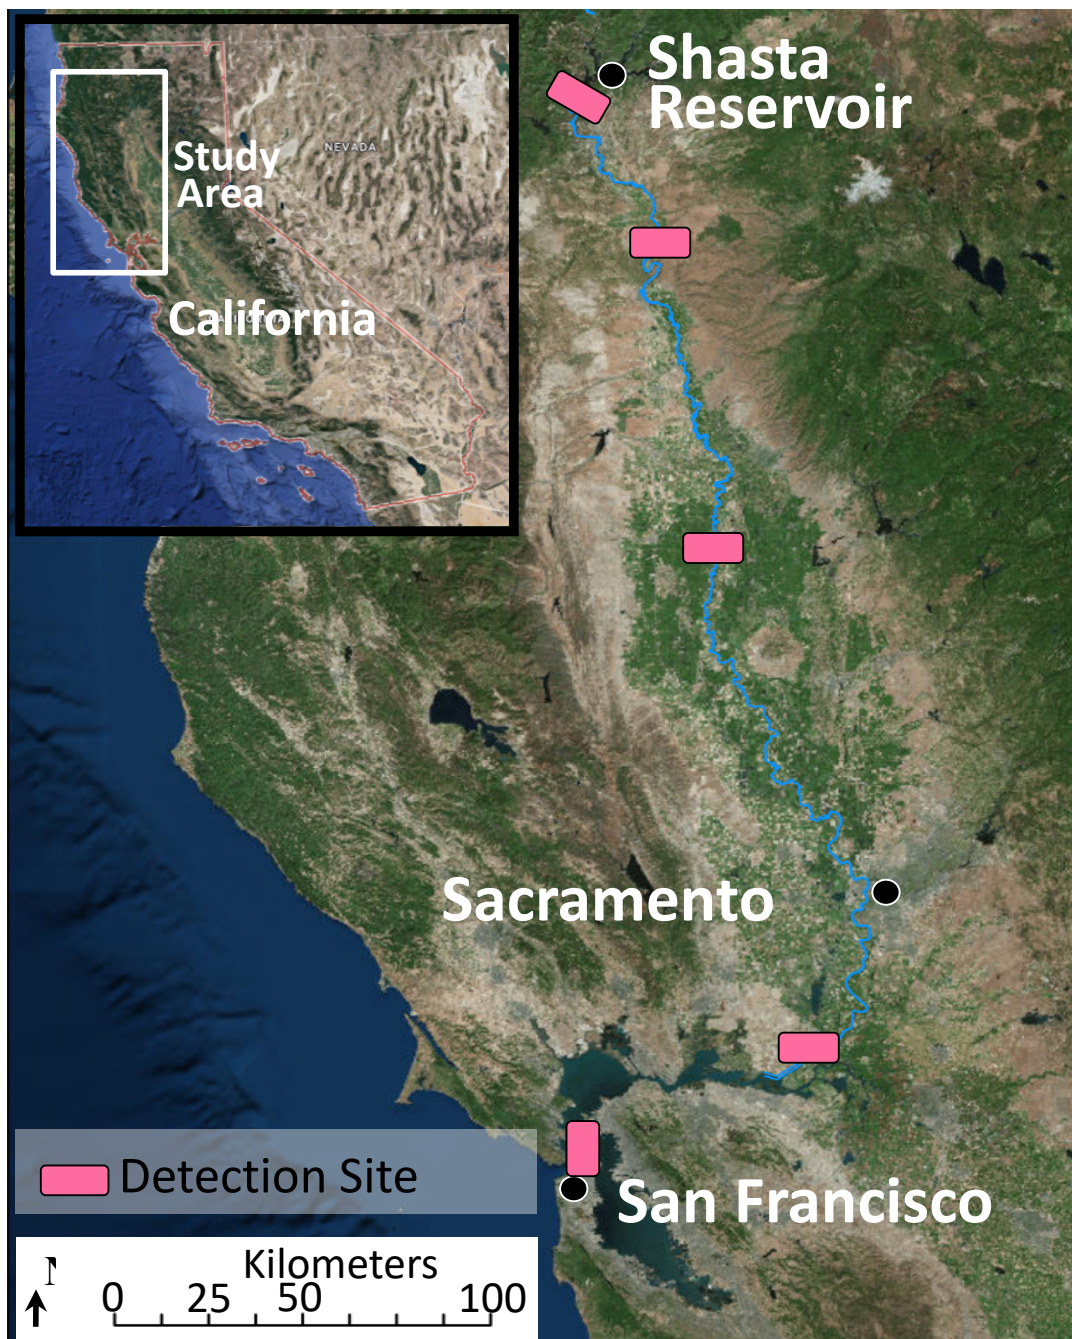 Shasta
Reservoir
NEVADA
Study
Area
California
Sacramento
San Francisco
Detection Site
Kilometers
0 25 50 100